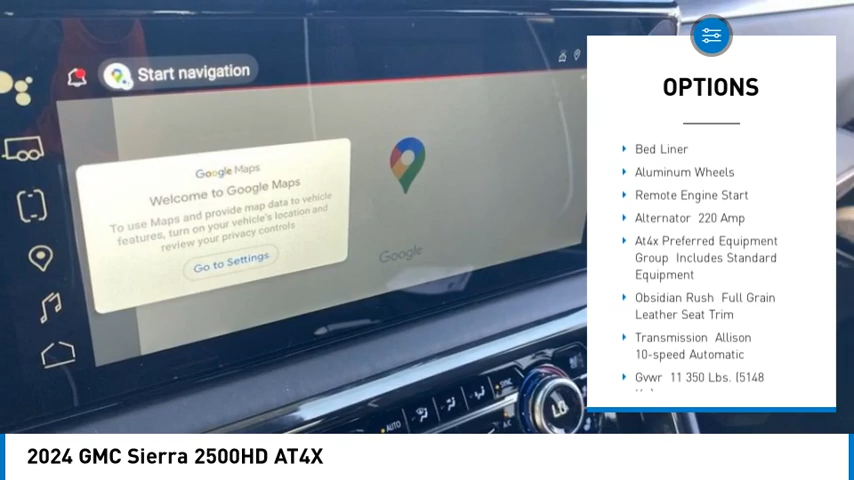 Start navigation
Google Maps
Welcome to Google Maps
To use Maps and provide map data to vehicle
features, turn on your vehicle's location and
review your privacy controls
Go to Settings
Google
AUTO
SYNC
A/C
LO
OPTIONS
Bed Liner
Aluminum Wheels
Remote Engine Start
Alternator 220 Amp
At4x Preferred Equipment
Group Includes Standard
Equipment
Obsidian Rush Full Grain
Leather Seat Trim
Transmission Allison
10-speed Automatic
Gvwr 11 350 Lbs. (5148
2024 GMC Sierra 2500HD AT4X